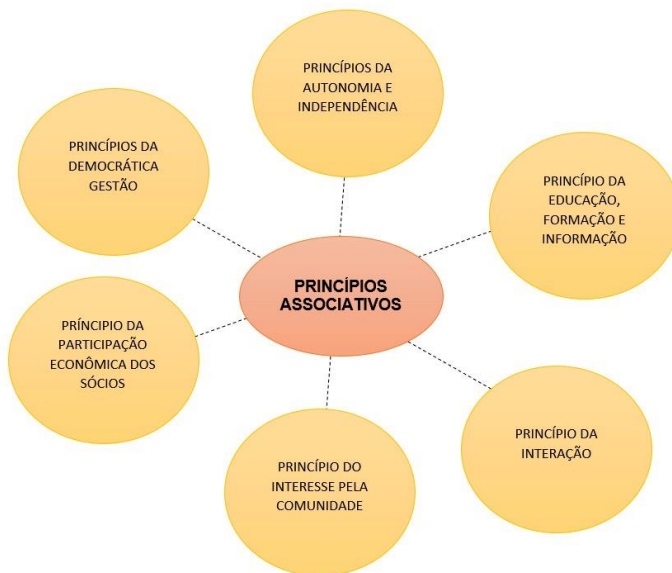 PRINCÍPIOS DA
AUTONOMIA E
INDEPENDÊNCIA
PRINCÍPIOS DA
DEMOCRÁTICA
GESTÃO
PRINCÍPIO DA
EDUCAÇÃO,
FORMAÇÃO E
INFORMAÇÃO
PRINCÍPIOS
ASSOCIATIVOS
PRÍNCIPIO DA
PARTICIPAÇÃO
ECONÔMICA DOS
SÓCIOS
PRINCÍPIO DA
INTERAÇÃO
PRINCÍPIO DO
INTERESSE PELA
COMUNIDADE